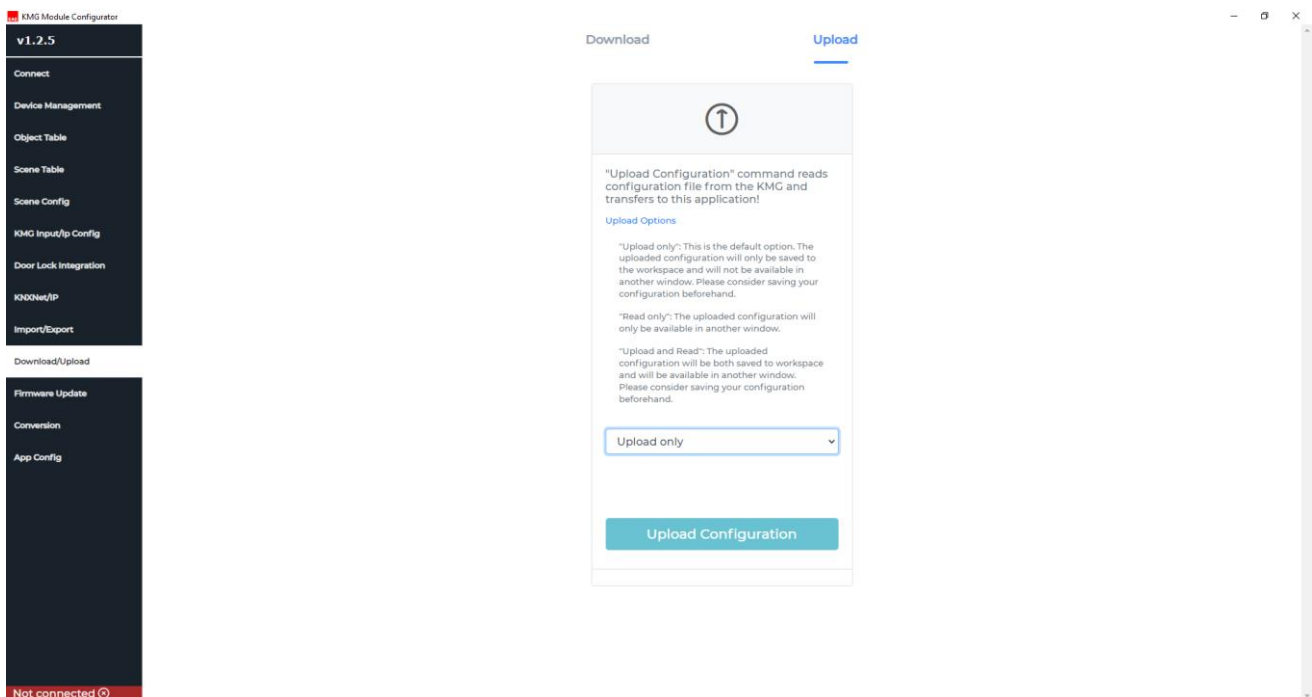 KMG Module Configurator
v1.2.5
Connect
Device Management
Object Table
Scene Table
Scene Config
KMG Input/Ip Config
Door Lock Integration
KNXNet/IP
Import/Export
Download/Upload
Firmware Update
Conversion
App Config
Not connected
Download
Upload
"Upload Configuration" command reads
configuration file from the KMG and
transfers to this application!
Upload Options
"Upload only": This is the default option. The
uploaded configuration will only be saved to
the workspace and will not be available in
another window. Please consider saving your
configuration beforehand.
"Read only": The uploaded configuration will
only be available in another window.
"Upload and Read": The uploaded
configuration will be both saved to workspace
and will be available in another window.
Please consider saving your configuration
beforehand.
Upload only
Upload Configuration